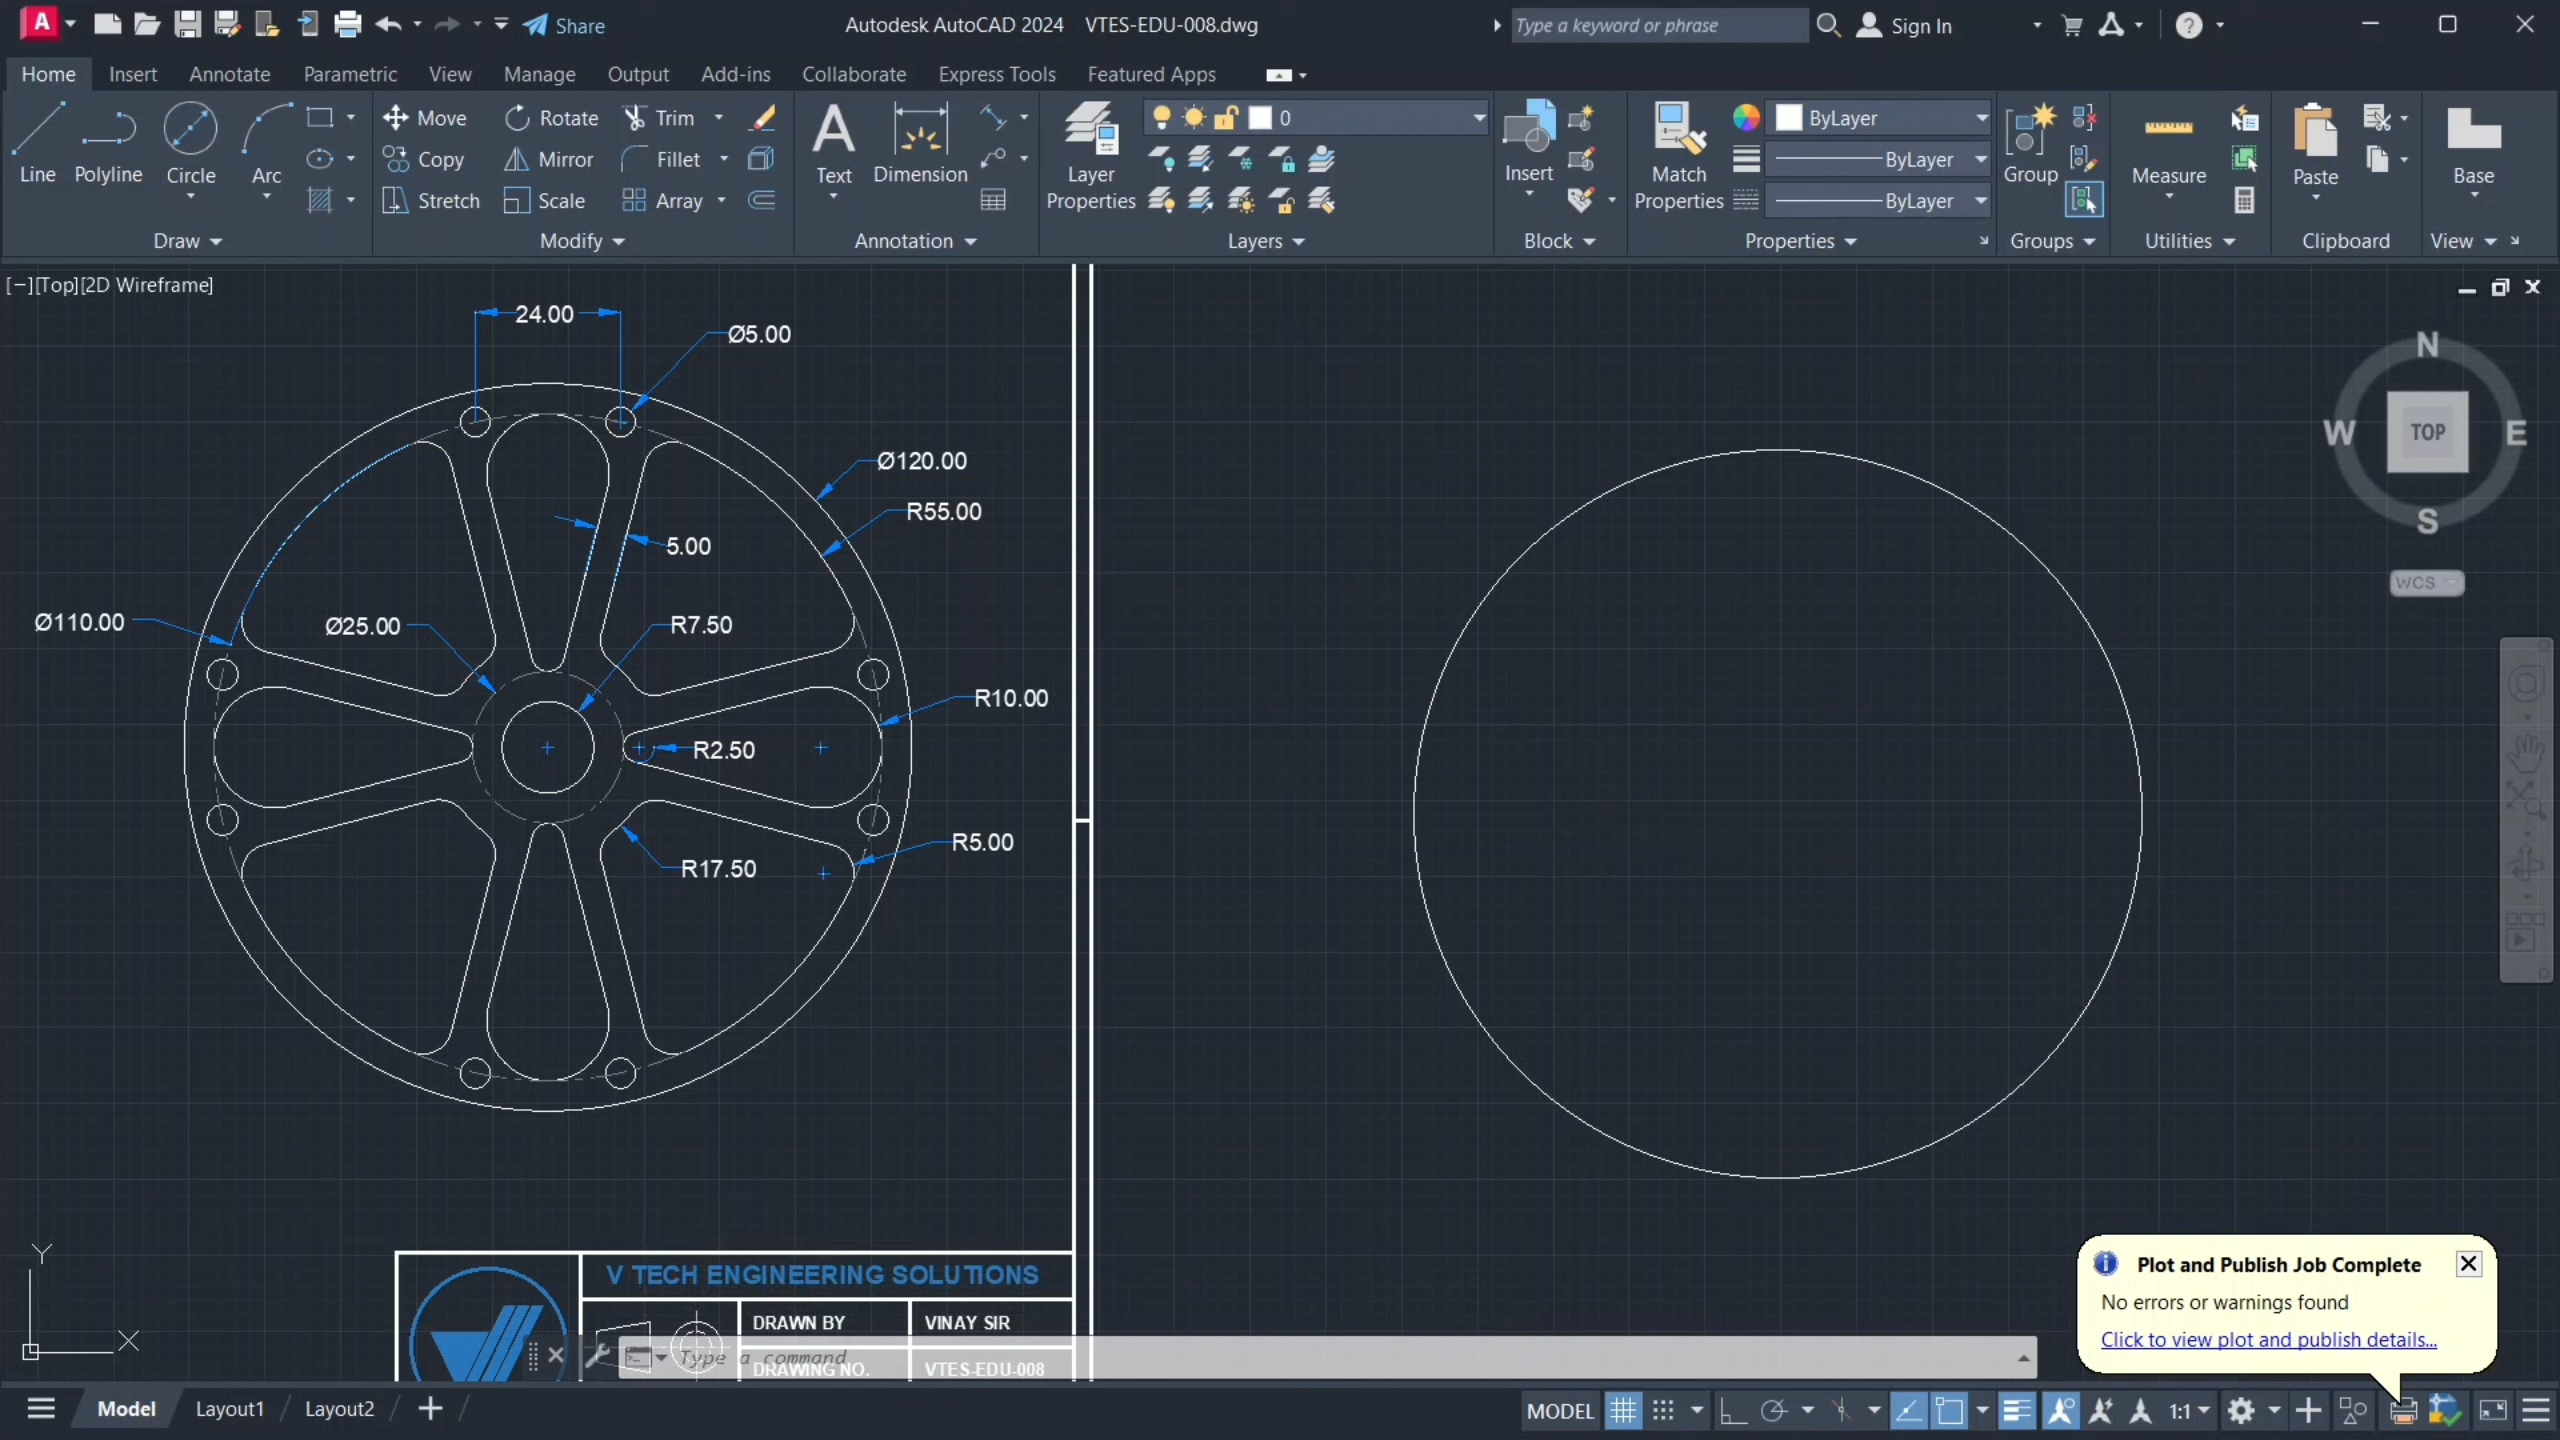 A
Share
Autodesk AutoCAD 2024 VTES-EDU-008.dwg
Type a keyword or phrase
Sign In
Home Insert Annotate Parametric View Manage Output Add-ins Collaborate Express Tools Featured Apps
Line Polyline Circle Arc
Draw
Move Rotate Trim
Copy Mirror Fillet
Stretch Scale Array
Modify
A
Text Dimension
Annotation
Layer Properties
0
Layers
Insert
Block
Match Properties
ByLayer
ByLayer
ByLayer
Properties
Group
Groups
Measure
Utilities
Paste
Clipboard
Base
View
[−][Top][2D Wireframe]
24.00
Ø5.00
Ø120.00
R55.00
5.00
Ø110.00
Ø25.00
R7.50
R10.00
R2.50
R5.00
R17.50
N
W TOP E
S
WCS
Y
X
V TECH ENGINEERING SOLUTIONS
DRAWN BY VINAY SIR
DRAWING NO. VTES-EDU-008
Type a command
Plot and Publish Job Complete
No errors or warnings found
Click to view plot and publish details...
Model Layout1 Layout2
MODEL
1:1